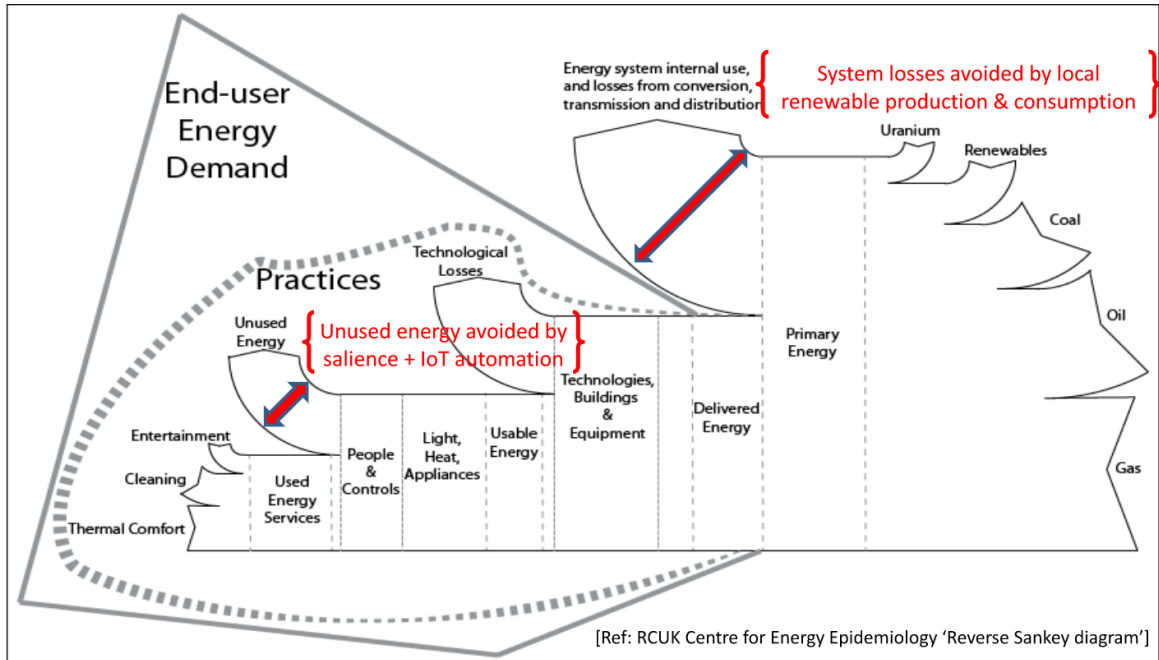 End-user
Energy
Demand
Energy system internal use,
and losses from conversion,
transmission and distribution
System losses avoided by local
renewable production & consumption
Uranium
Renewables
Coal
Oil
Gas
Practices
Technological
Losses
Unused
Energy
Unused energy avoided by
salience + IoT automation
Entertainment
Cleaning
Thermal Comfort
Used
Energy
Services
People
&
Controls
Light,
Heat,
Appliances
Usable
Energy
Technologies,
Buildings
&
Equipment
Delivered
Energy
Primary
Energy
[Ref: RCUK Centre for Energy Epidemiology ‘Reverse Sankey diagram’]